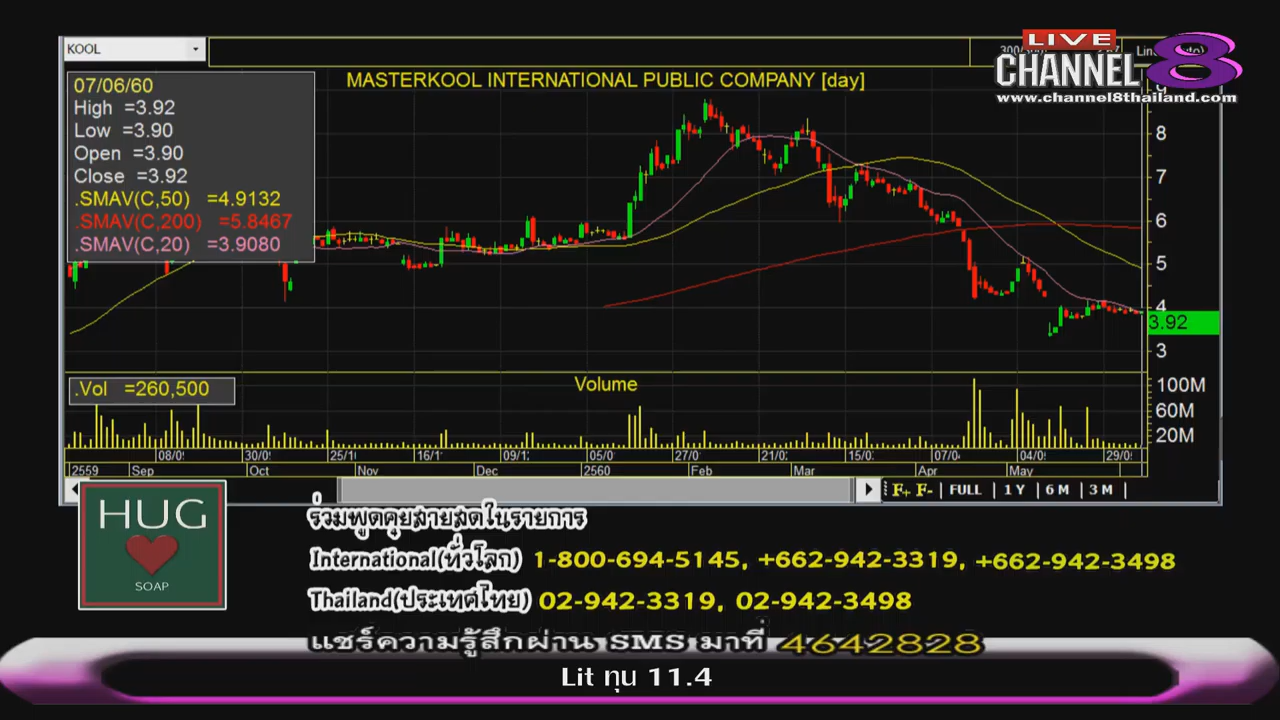 KOOL
LIVE
CHANNEL 8
www.channel8thailand.com
MASTERKOOL INTERNATIONAL PUBLIC COMPANY [day]
07/06/60
High =3.92
Low =3.90
Open =3.90
Close =3.92
.SMAV(C,50) =4.9132
.SMAV(C,200) =5.8467
.SMAV(C,20) =3.9080
8
7
6
5
4
3.92
3
.Vol =260,500
Volume
100M
60M
20M
08/0 30/0 25/1 16/1 09/1 05/0 27/0 21/0 15/0 07/0 04/0 29/0
2559 Sep Oct Nov Dec 2560 Feb Mar Apr May
F+ F- FULL 1 Y 6 M 3 M
HUG
SOAP
ร่วมพูดคุยสายสดในรายการ
International(ทั่วโลก) 1-800-694-5145, +662-942-3319, +662-942-3498
Thailand(ประเทศไทย) 02-942-3319, 02-942-3498
แชร์ความรู้สึกผ่าน SMS มาที่ 4642828
Lit ทุน 11.4